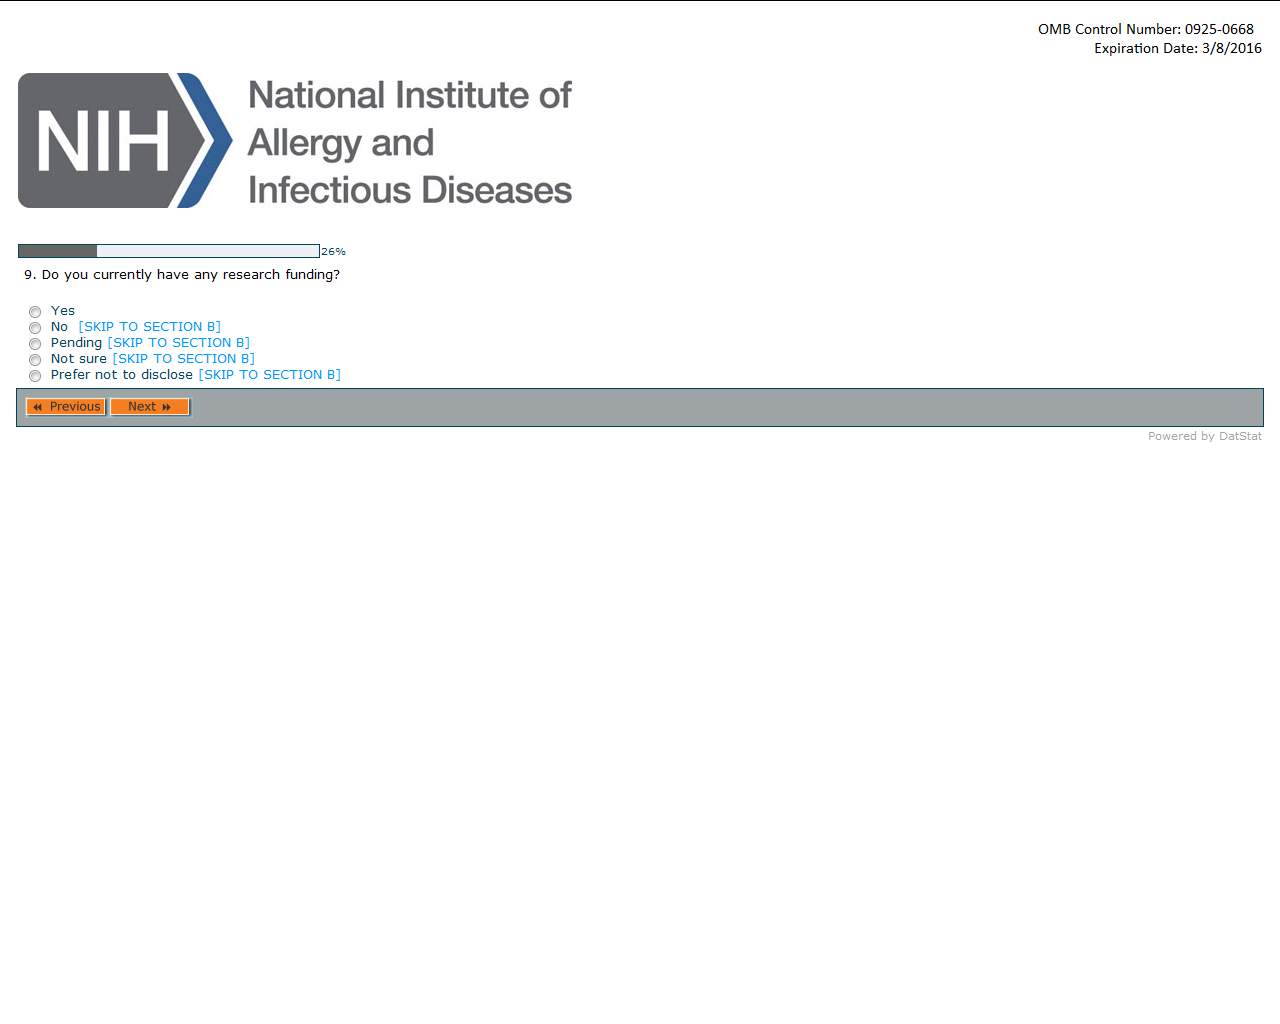 OMB Control Number: 0925-0668
Expiration Date: 3/8/2016
NIH
National Institute of
Allergy and
Infectious Diseases
26%
9. Do you currently have any research funding?
Yes
No [SKIP TO SECTION B]
Pending [SKIP TO SECTION B]
Not sure [SKIP TO SECTION B]
Prefer not to disclose [SKIP TO SECTION B]
Previous Next
Powered by DatStat